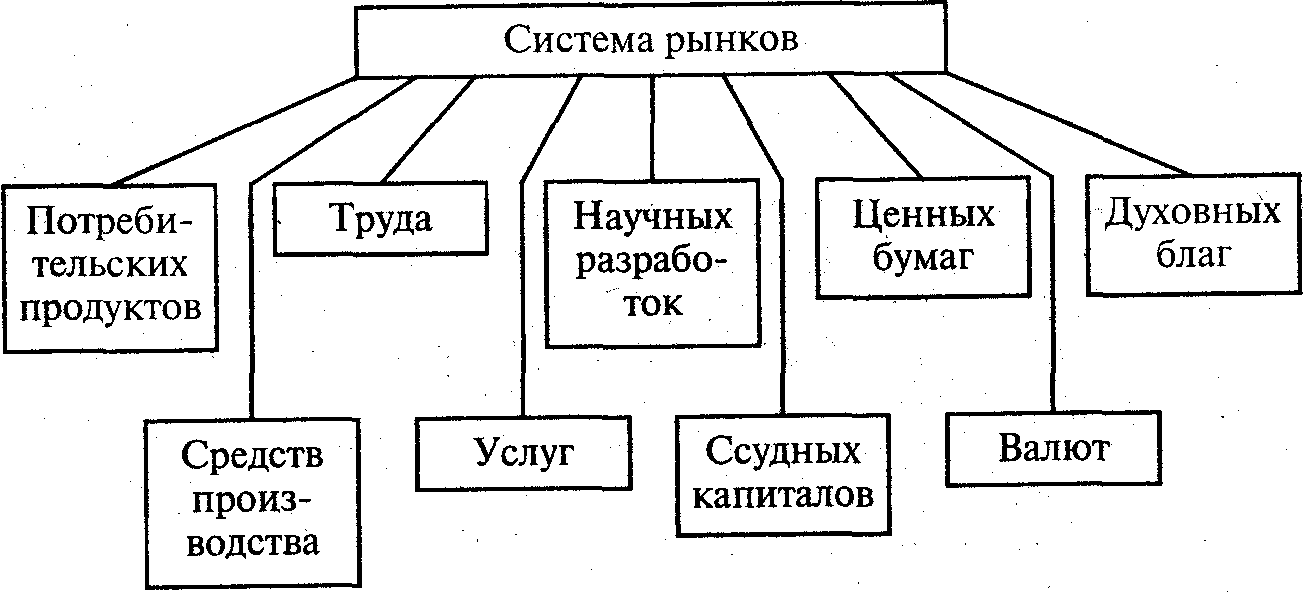 Система рынков
Потреби-
тельских
продуктов
Труда
Научных
разрабо-
ток
Ценных
бумаг
Духовных
благ
Средств
произ-
водства
Услуг
Ссудных
капиталов
Валют